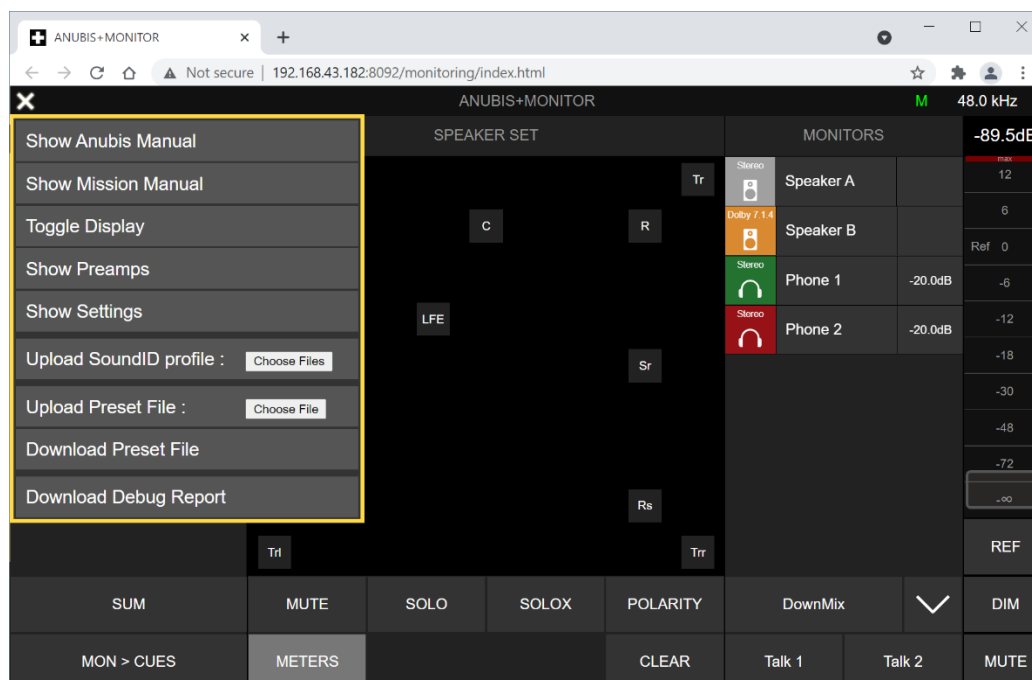 ANUBIS+MONITOR
Not secure | 192.168.43.182:8092/monitoring/index.html
ANUBIS+MONITOR M 48.0 kHz
Show Anubis Manual
Show Mission Manual
Toggle Display
Show Preamps
Show Settings
Upload SoundID profile : Choose Files
Upload Preset File : Choose File
Download Preset File
Download Debug Report
SPEAKER SET
Tr
C
R
LFE
Sr
Rs
Trl
Trr
MONITORS
Stereo
Speaker A
Dolby 7.1.4
Speaker B
Stereo
Phone 1 -20.0dB
Stereo
Phone 2 -20.0dB
-89.5dB
max
12
6
Ref 0
-6
-12
-18
-30
-48
-72
-∞
REF
SUM MUTE SOLO SOLOX POLARITY DownMix DIM
MON > CUES METERS CLEAR Talk 1 Talk 2 MUTE